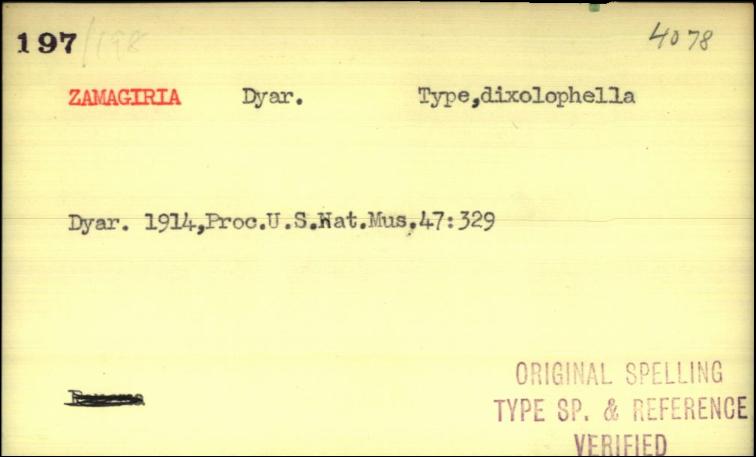 197 /198 4078
ZAMAGIRIA Dyar. Type,dixolophella
Dyar. 1914,Proc.U.S.Nat.Mus.47:329
ORIGINAL SPELLING
TYPE SP. & REFERENCE
VERIFIED